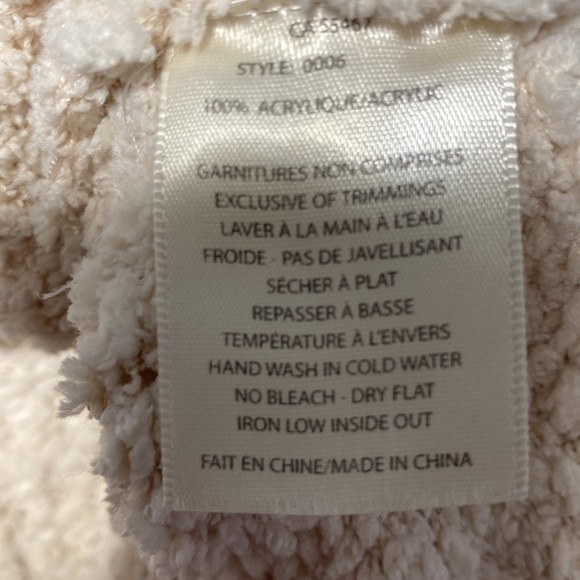 CA 55467
STYLE: 0006
100% ACRYLIQUE/ACRYLIC
GARNITURES NON COMPRISES
EXCLUSIVE OF TRIMMINGS
LAVER À LA MAIN À L'EAU
FROIDE - PAS DE JAVELLISANT
SÉCHER À PLAT
REPASSER À BASSE
TEMPÉRATURE À L'ENVERS
HAND WASH IN COLD WATER
NO BLEACH - DRY FLAT
IRON LOW INSIDE OUT
FAIT EN CHINE/MADE IN CHINA